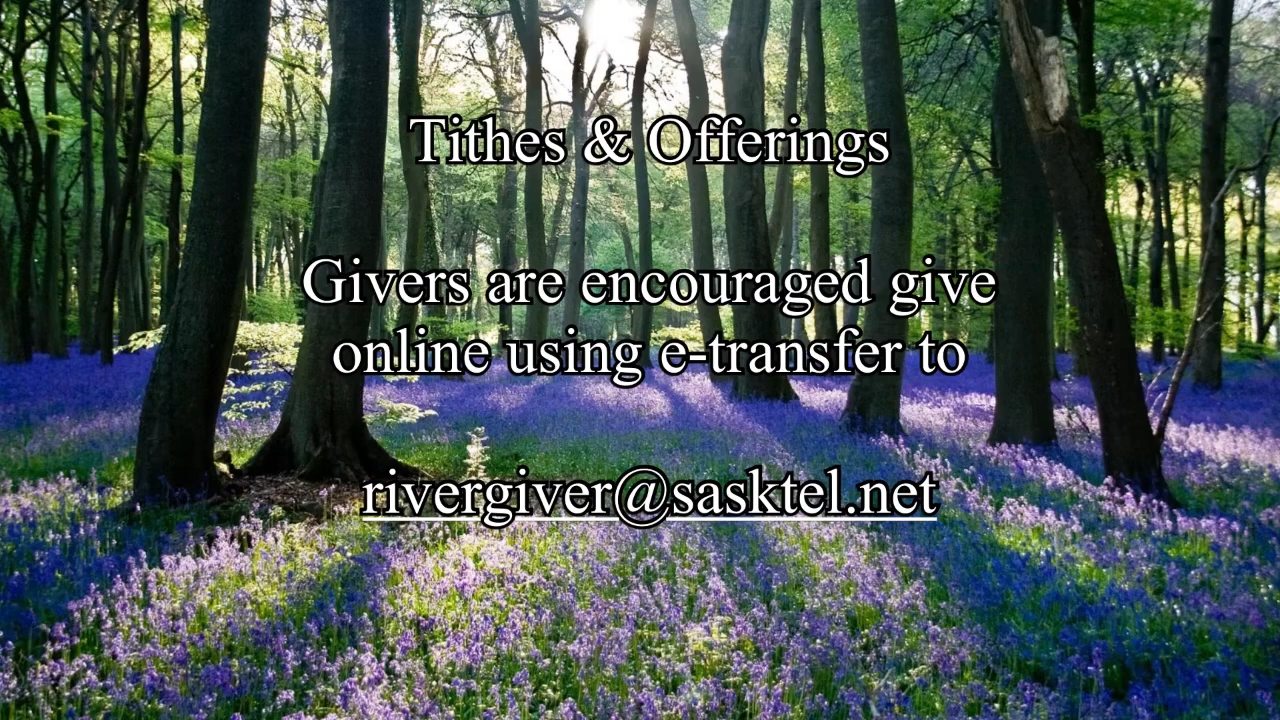 Tithes & Offerings
Givers are encouraged give
online using e-transfer to
rivergiver@sasktel.net